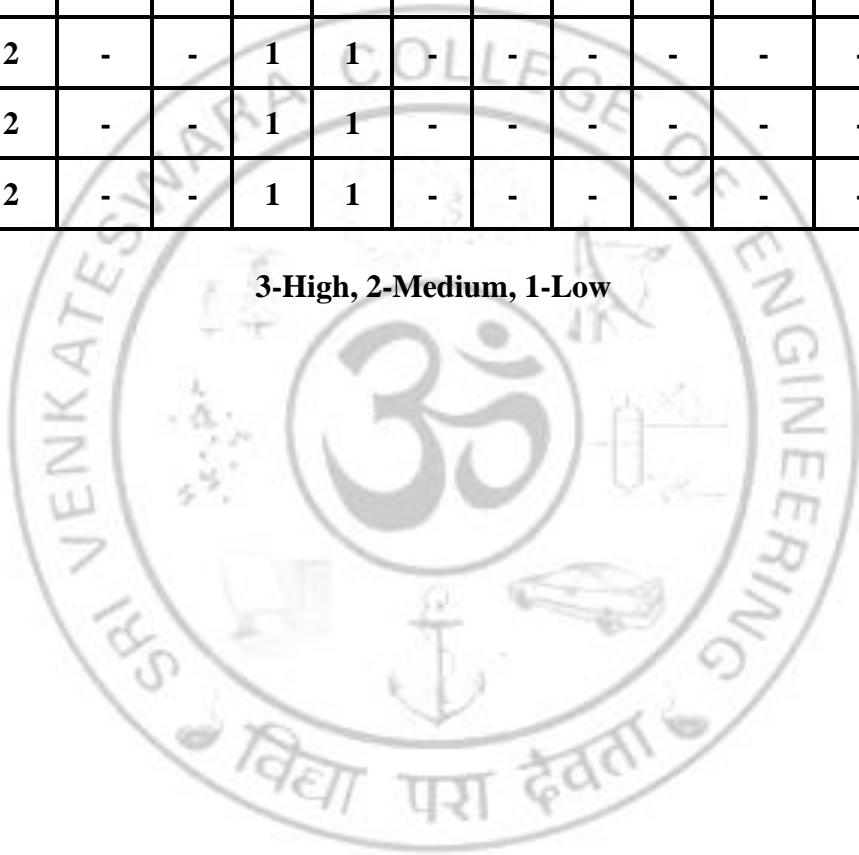 2 - - 1 1 - - - - - -
2 - - 1 1 - - - - - -
2 - - 1 1 - - - - - -
3-High, 2-Medium, 1-Low
SRI VENKATESWARA COLLEGE OF ENGINEERING
ॐ
विद्या परा दैवता